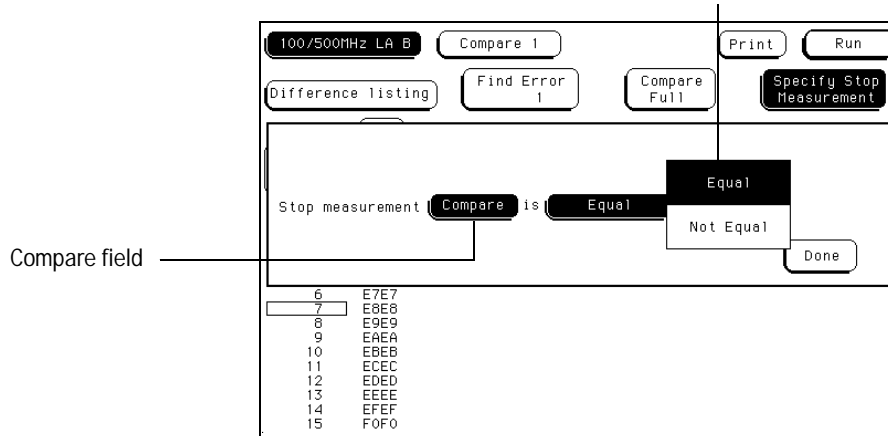 100/500MHz LA B Compare 1 Print Run
Difference listing Find Error 1 Compare Full Specify Stop Measurement
Stop measurement Compare is Equal
Equal
Not Equal
Done
Compare field
6 E7E7
7 E8E8
8 E9E9
9 EAEA
10 EBEB
11 ECEC
12 EDED
13 EEEE
14 EFEF
15 F0F0